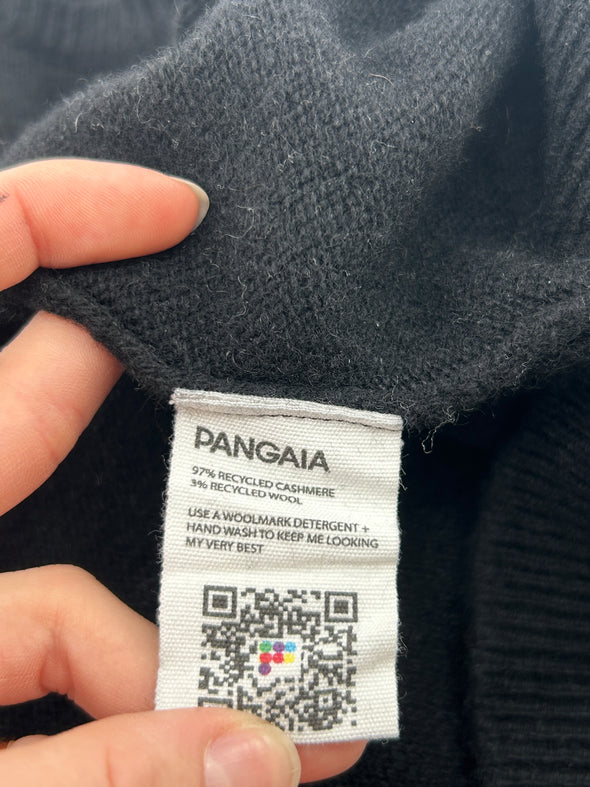 PANGAIA
97% RECYCLED CASHMERE
3% RECYCLED WOOL
USE A WOOLMARK DETERGENT +
HAND WASH TO KEEP ME LOOKING
MY VERY BEST